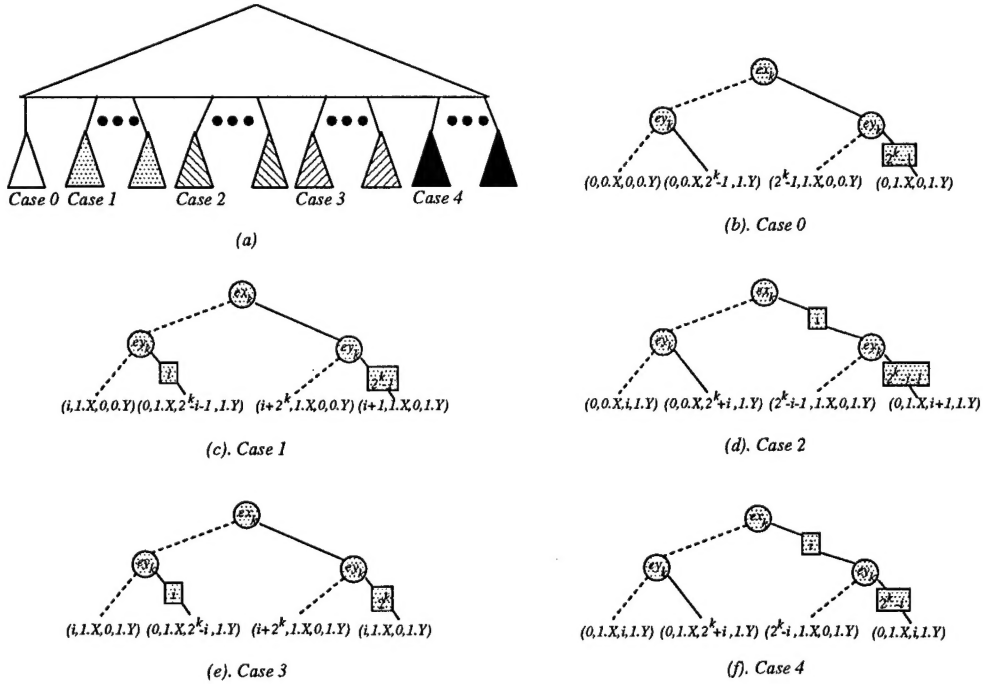 Case 0 Case 1 Case 2 Case 3 Case 4
(a)
ex_k
ey_k ey_k
2^k-1
(0,0.X,0,0.Y) (0,0.X,2^k-1,1.Y) (2^k-1,1.X,0,0.Y) (0,1.X,0,1.Y)
(b). Case 0
ex_k
ey_k ey_k
i 2^k-1
(i,1.X,0,0.Y) (0,1.X,2^k-i-1,1.Y) (i+2^k,1.X,0,0.Y) (i+1,1.X,0,1.Y)
(c). Case 1
ex_k
i
ey_k ey_k
2^k-i-1
(0,0.X,i,1.Y) (0,0.X,2^k+i,1.Y) (2^k-i-1,1.X,0,1.Y) (0,1.X,i+1,1.Y)
(d). Case 2
ex_k
ey_k ey_k
i 2^k
(i,1.X,0,1.Y) (0,1.X,2^k-i,1.Y) (i+2^k,1.X,0,1.Y) (i,1.X,0,1.Y)
(e). Case 3
ex_k
i
ey_k ey_k
2^k-i
(0,1.X,i,1.Y) (0,1.X,2^k+i,1.Y) (2^k-i,1.X,0,1.Y) (0,1.X,i,1.Y)
(f). Case 4